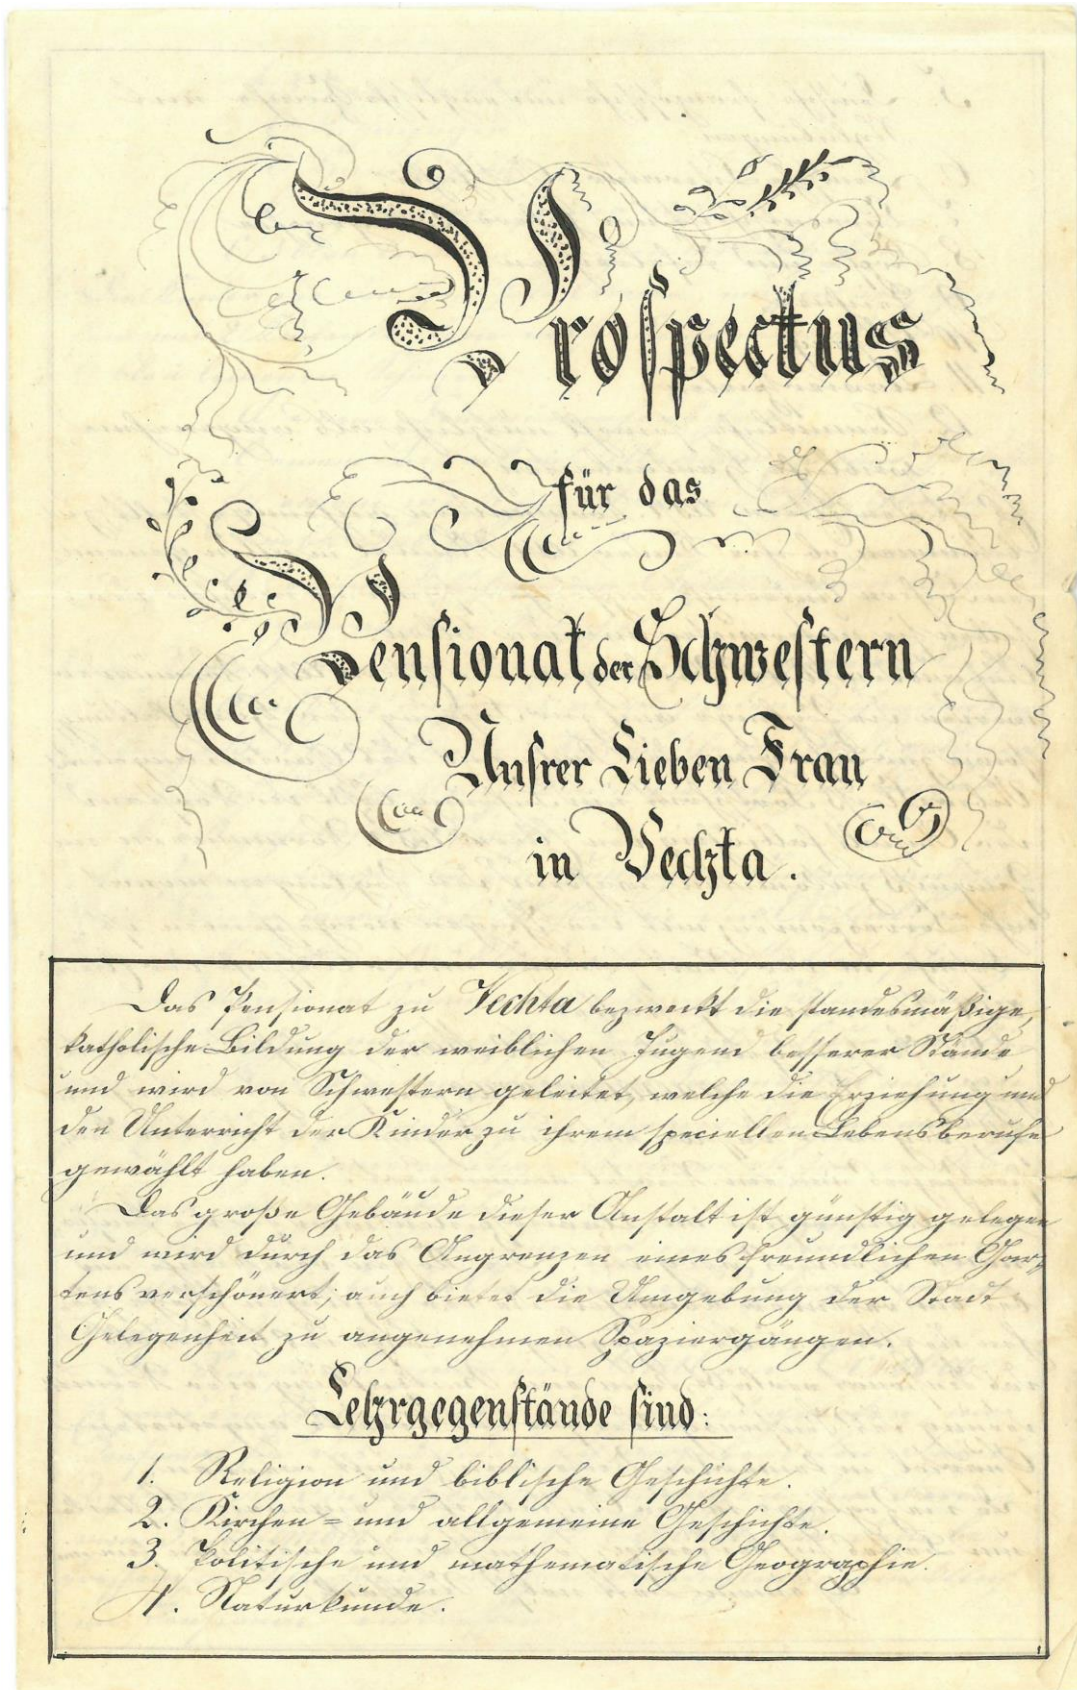 Prospectus
für das
Pensionat der Schwestern
Unsrer Lieben Frau
in Vechta.
Das Pensionat zu Vechta bezweckt die standesmäßige,
katholische Bildung der weiblichen Jugend besserer Stände
und wird von Schwestern geleitet, welche die Erziehung und
den Unterricht der Kinder zu ihrem speciellen Lebensberufe
gewählt haben.
Das große Gebäude dieser Anstalt ist günstig gelegen
und wird durch das Angrenzen eines freundlichen Gar=
tens verschönert; auch bietet die Umgebung der Stadt
Gelegenheit zu angenehmen Spaziergängen.
Lehrgegenstände sind:
1. Religion und biblische Geschichte.
2. Kirchen= und allgemeine Geschichte.
3. Politische und mathematische Geographie.
4. Naturkunde.